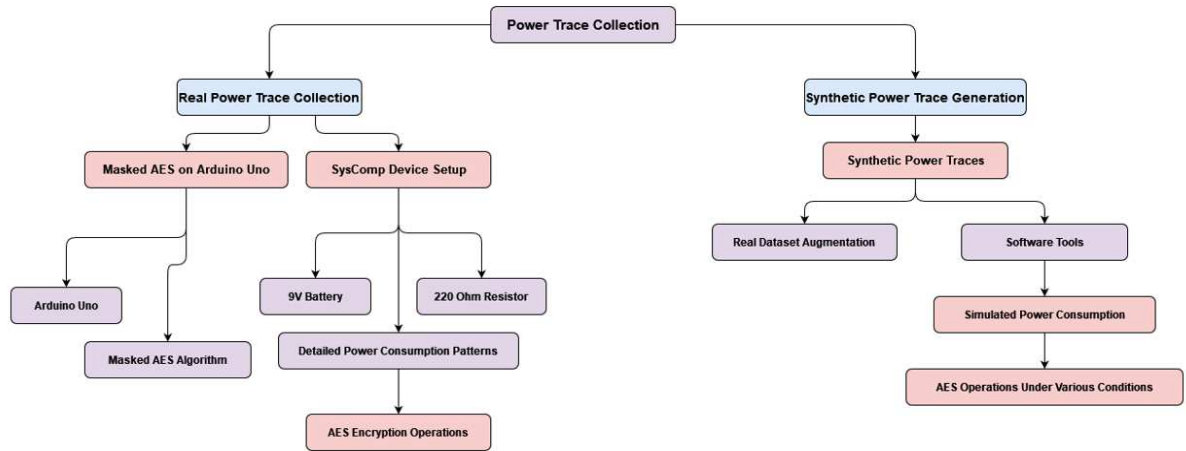 Power Trace Collection
Real Power Trace Collection
Synthetic Power Trace Generation
Masked AES on Arduino Uno
SysComp Device Setup
Synthetic Power Traces
Real Dataset Augmentation
Software Tools
Arduino Uno
9V Battery
220 Ohm Resistor
Simulated Power Consumption
Masked AES Algorithm
Detailed Power Consumption Patterns
AES Operations Under Various Conditions
AES Encryption Operations